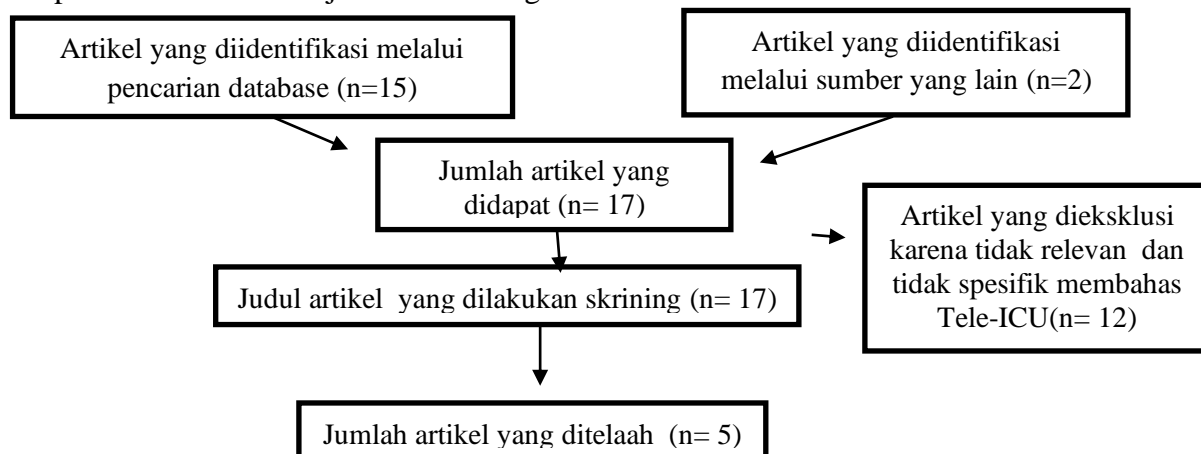 Artikel yang diidentifikasi melalui
pencarian database (n=15)
Artikel yang diidentifikasi
melalui sumber yang lain (n=2)
Jumlah artikel yang
didapat (n= 17)
Artikel yang dieksklusi
karena tidak relevan dan
tidak spesifik membahas
Tele-ICU(n= 12)
Judul artikel yang dilakukan skrining (n= 17)
Jumlah artikel yang ditelaah (n= 5)